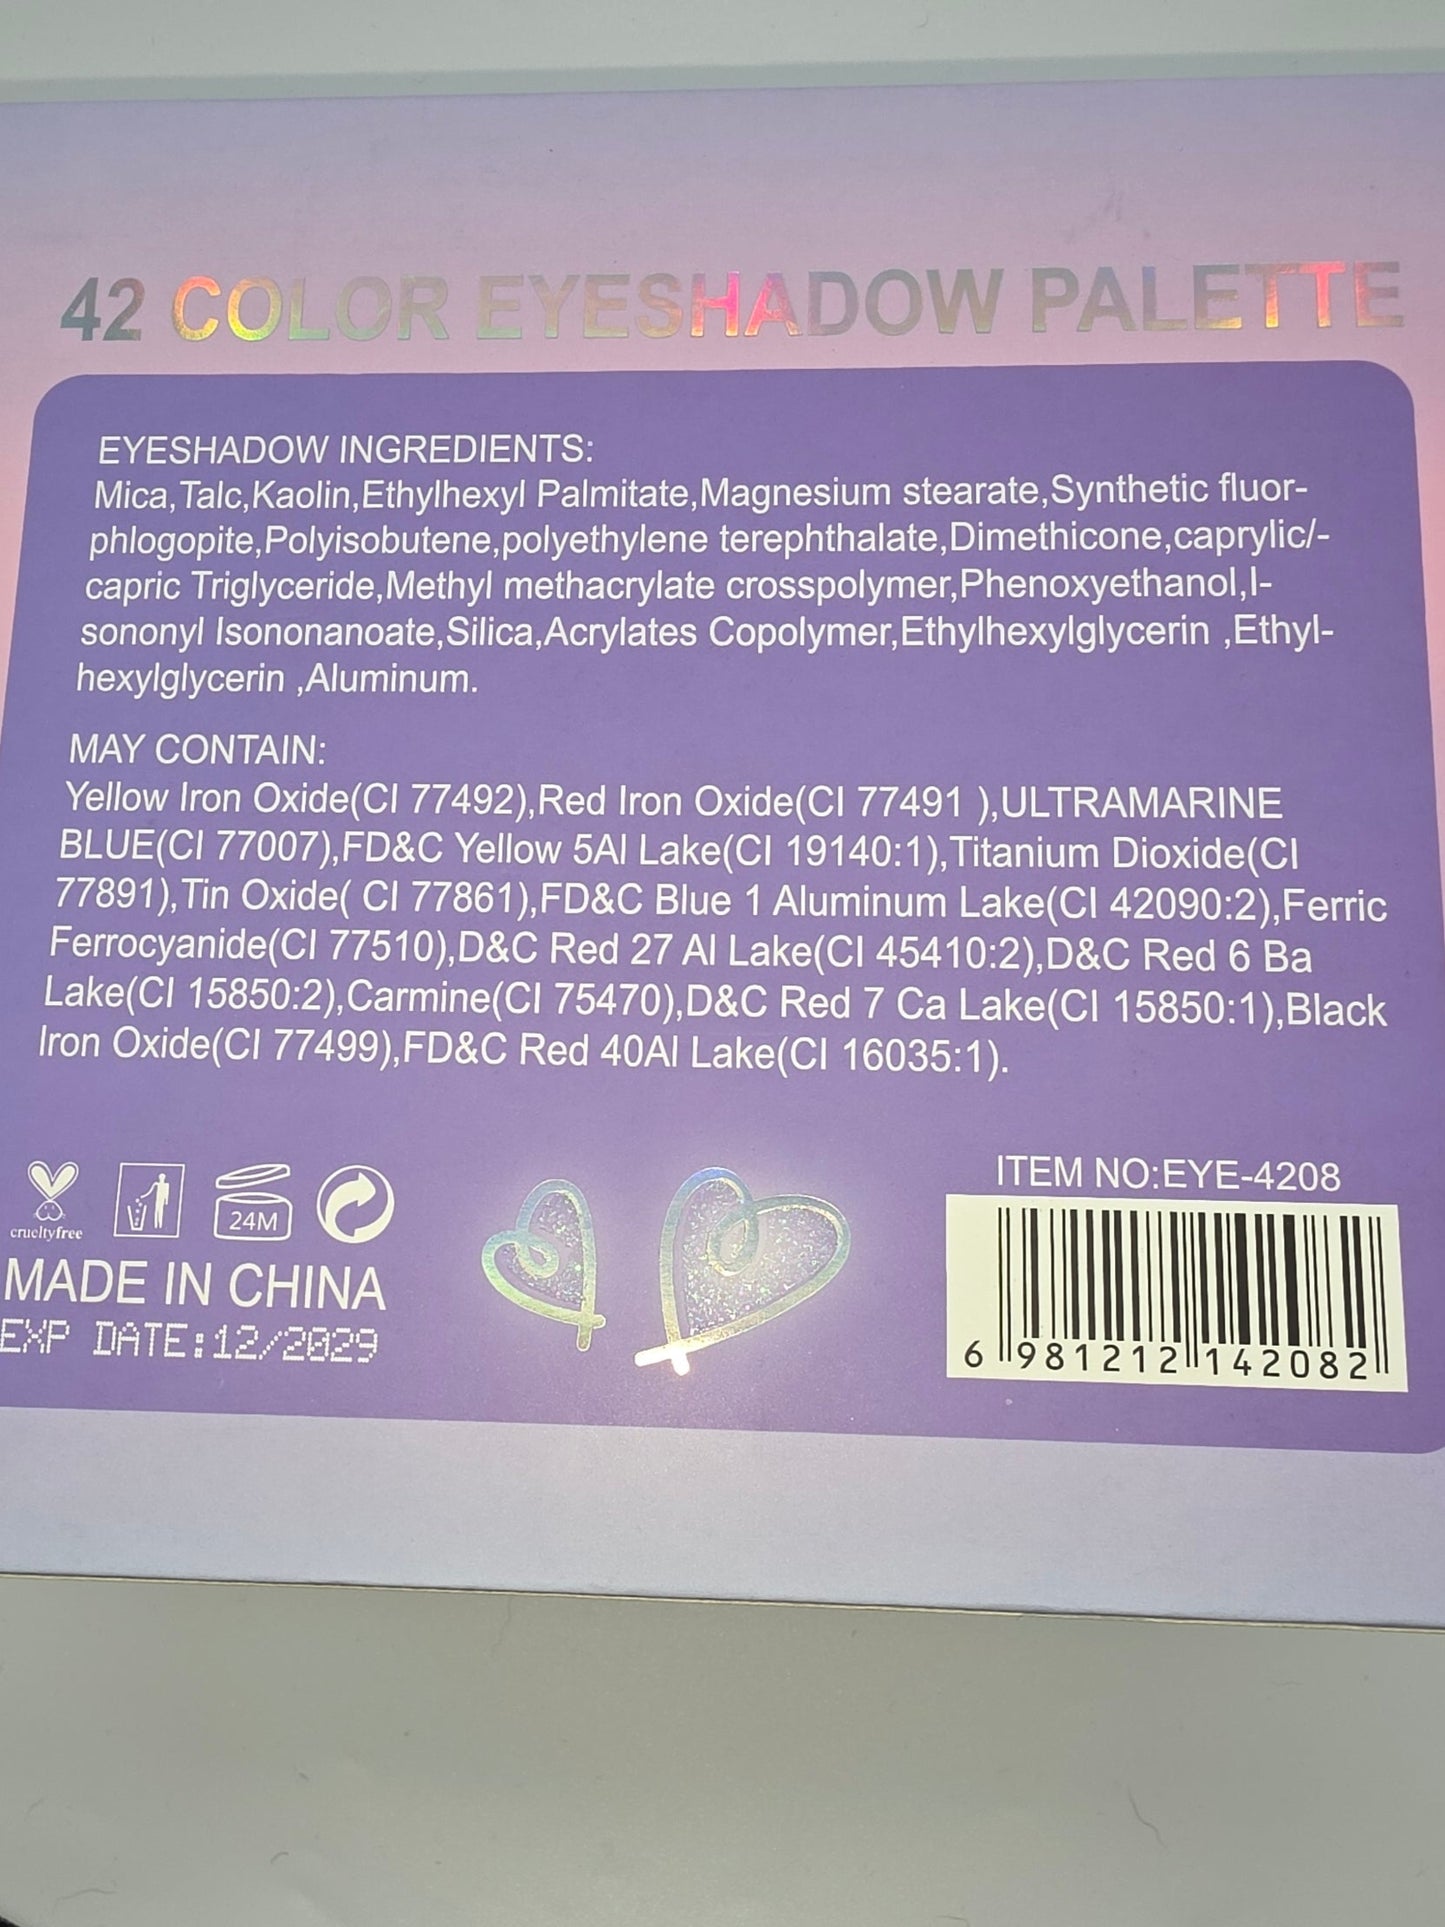 42 COLOR EYESHADOW PALETTE
EYESHADOW INGREDIENTS:
Mica,Talc,Kaolin,Ethylhexyl Palmitate,Magnesium stearate,Synthetic fluor-
phlogopite,Polyisobutene,polyethylene terephthalate,Dimethicone,caprylic/-
capric Triglyceride,Methyl methacrylate crosspolymer,Phenoxyethanol,I-
sononyl Isononanoate,Silica,Acrylates Copolymer,Ethylhexylglycerin ,Ethyl-
hexylglycerin ,Aluminum.
MAY CONTAIN:
Yellow Iron Oxide(CI 77492),Red Iron Oxide(CI 77491 ),ULTRAMARINE
BLUE(CI 77007),FD&C Yellow 5Al Lake(CI 19140:1),Titanium Dioxide(CI
77891),Tin Oxide( CI 77861),FD&C Blue 1 Aluminum Lake(CI 42090:2),Ferric
Ferrocyanide(CI 77510),D&C Red 27 Al Lake(CI 45410:2),D&C Red 6 Ba
Lake(CI 15850:2),Carmine(CI 75470),D&C Red 7 Ca Lake(CI 15850:1),Black
Iron Oxide(CI 77499),FD&C Red 40Al Lake(CI 16035:1).
crueltyfree
24M
MADE IN CHINA
EXP DATE:12/2029
ITEM NO:EYE-4208
6 981212 142082